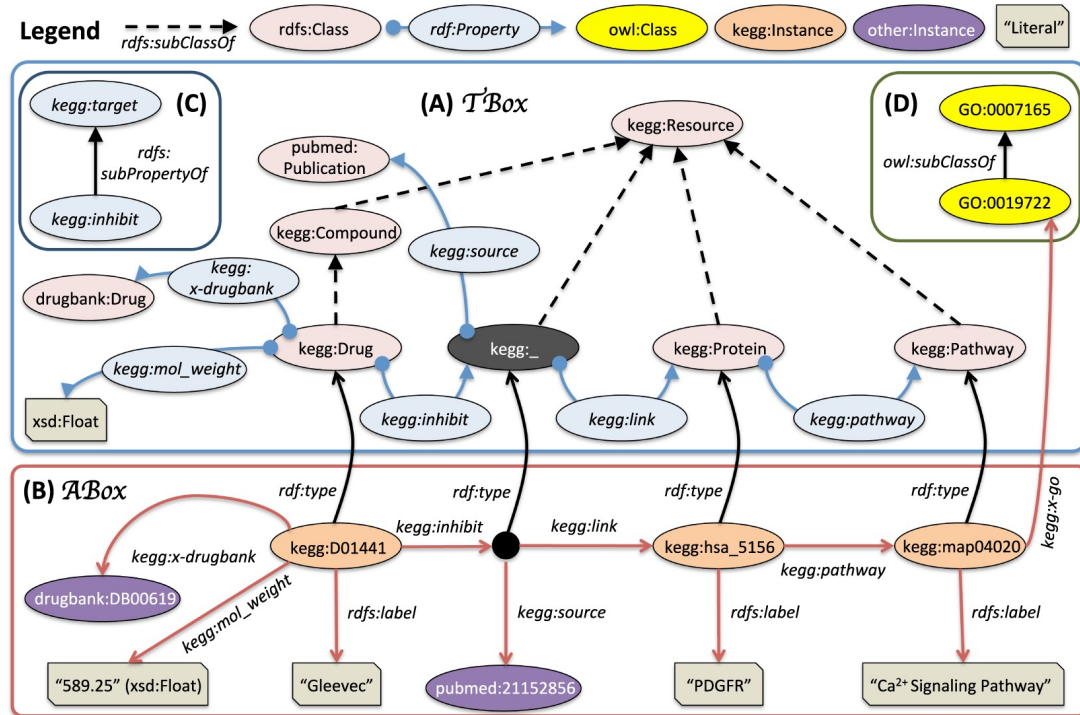 Legend
rdfs:subClassOf
rdfs:Class
rdf:Property
owl:Class
kegg:Instance
other:Instance
“Literal”
(C)
kegg:target
rdfs:
subPropertyOf
kegg:inhibit
(A) TBox
(D)
GO:0007165
owl:subClassOf
GO:0019722
kegg:Resource
pubmed:
Publication
kegg:Compound
kegg:source
kegg:
x-drugbank
drugbank:Drug
kegg:Drug
kegg:_
kegg:Protein
kegg:Pathway
kegg:mol_weight
xsd:Float
kegg:inhibit
kegg:link
kegg:pathway
(B) ABox
rdf:type
rdf:type
rdf:type
rdf:type
kegg:x-go
kegg:inhibit
kegg:link
kegg:x-drugbank
kegg:D01441
kegg:hsa_5156
kegg:map04020
kegg:pathway
drugbank:DB00619
kegg:mol_weight
rdfs:label
kegg:source
rdfs:label
rdfs:label
“589.25” (xsd:Float)
“Gleevec”
pubmed:21152856
“PDGFR”
“Ca2+ Signaling Pathway”